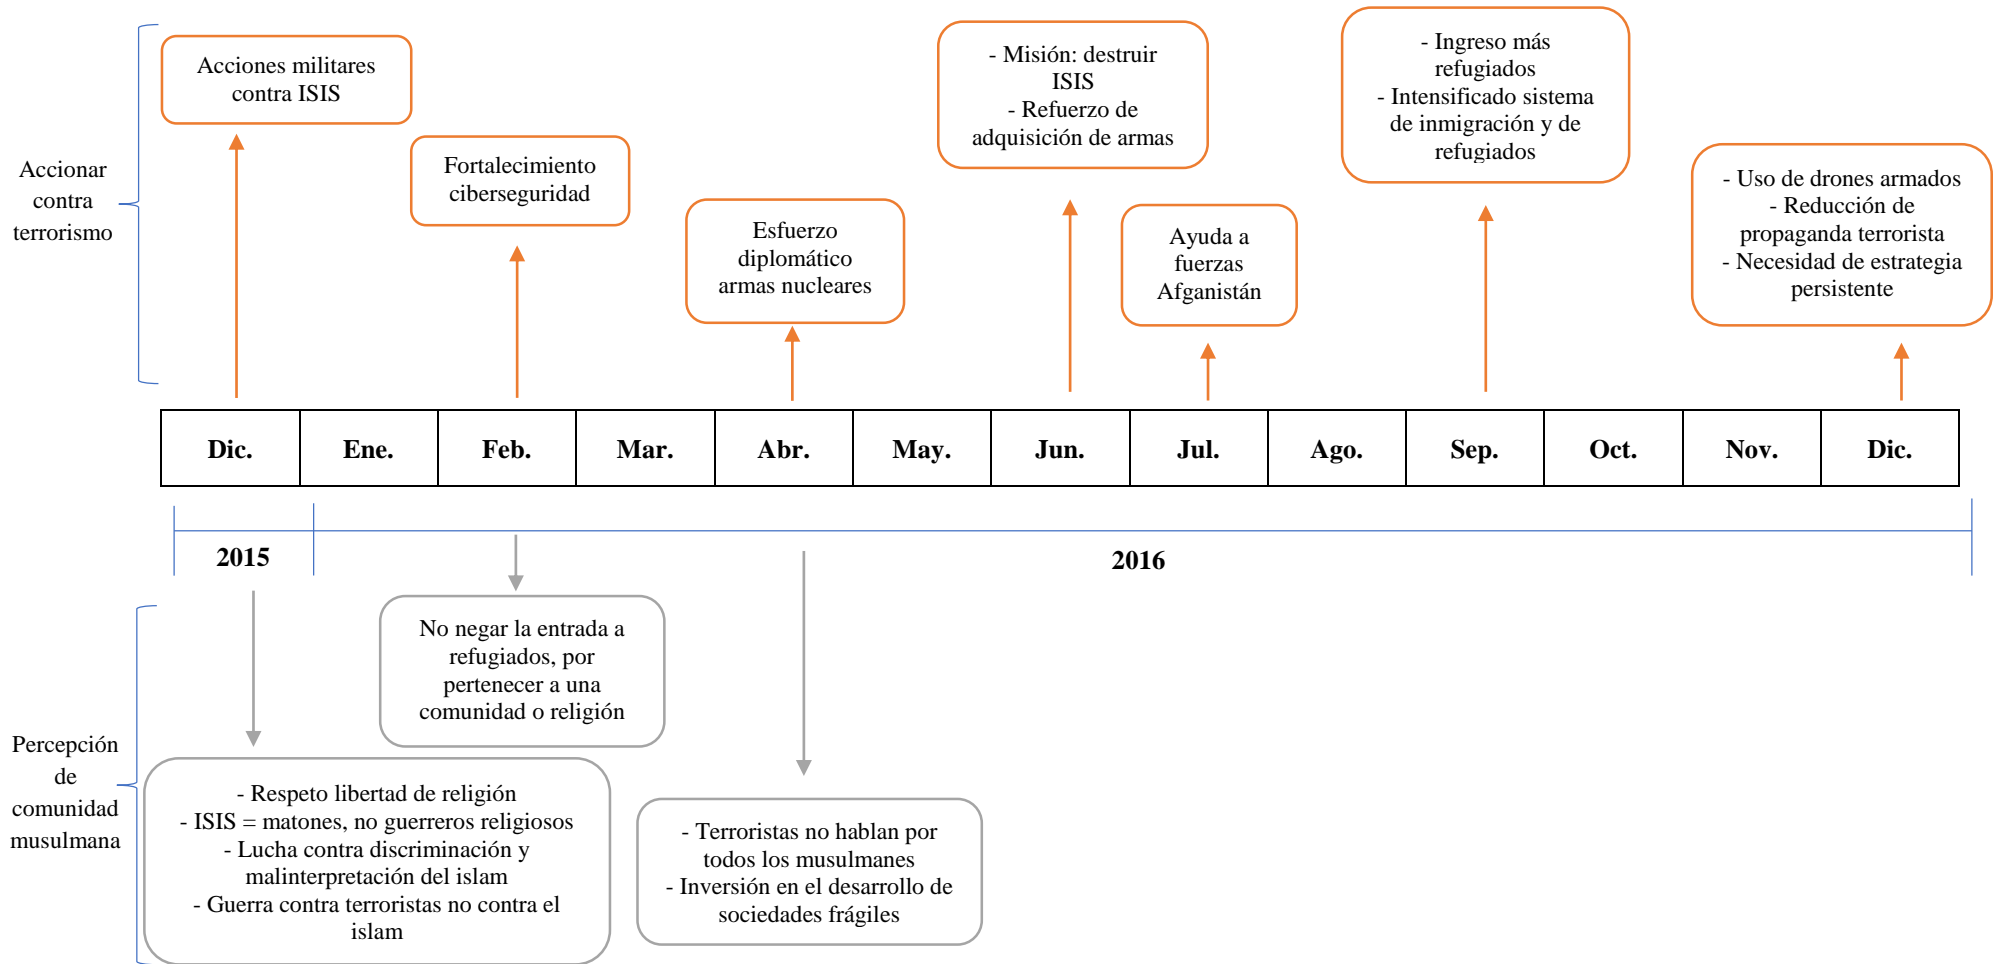 Accionar
contra
terrorismo
Acciones militares
contra ISIS
Fortalecimiento
ciberseguridad
Esfuerzo
diplomático
armas nucleares
- Misión: destruir
ISIS
- Refuerzo de
adquisición de armas
Ayuda a
fuerzas
Afganistán
- Ingreso más
refugiados
- Intensificado sistema
de inmigración y de
refugiados
- Uso de drones armados
- Reducción de
propaganda terrorista
- Necesidad de estrategia
persistente
Dic. Ene. Feb. Mar. Abr. May. Jun. Jul. Ago. Sep. Oct. Nov. Dic.
2015 2016
Percepción
de
comunidad
musulmana
- Respeto libertad de religión
- ISIS = matones, no guerreros religiosos
- Lucha contra discriminación y
malinterpretación del islam
- Guerra contra terroristas no contra el
islam
No negar la entrada a
refugiados, por
pertenecer a una
comunidad o religión
- Terroristas no hablan por
todos los musulmanes
- Inversión en el desarrollo de
sociedades frágiles